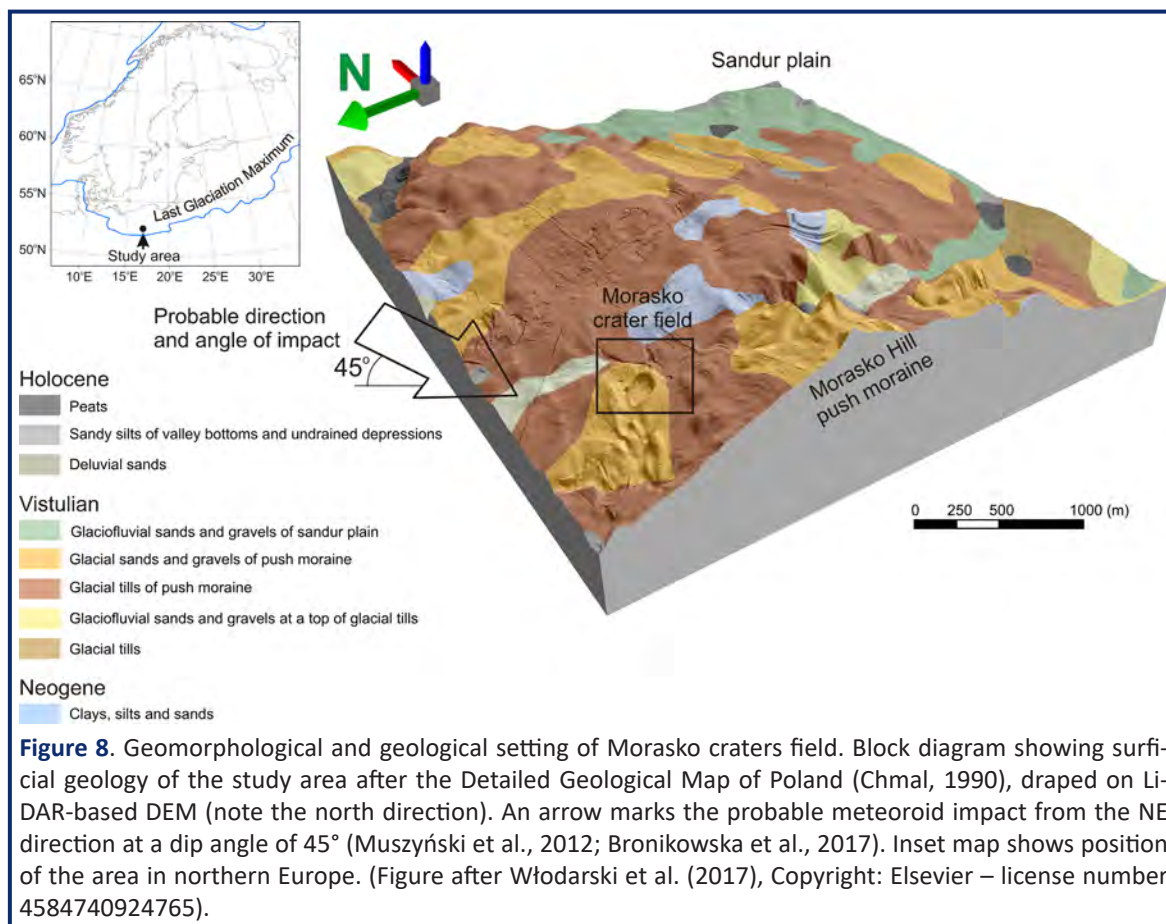 65°N
60°N
55°N
50°N
10°E 15°E 20°E 25°E 30°E
Last Glaciation Maximum
Study area
N
Sandur plain
Probable direction
and angle of impact
45°
Morasko
crater field
Morasko Hill
push moraine
0 250 500 1000 (m)
Holocene
Peats
Sandy silts of valley bottoms and undrained depressions
Deluvial sands
Vistulian
Glaciofluvial sands and gravels of sandur plain
Glacial sands and gravels of push moraine
Glacial tills of push moraine
Glaciofluvial sands and gravels at a top of glacial tills
Glacial tills
Neogene
Clays, silts and sands
Figure 8. Geomorphological and geological setting of Morasko craters field. Block diagram showing surfi-
cial geology of the study area after the Detailed Geological Map of Poland (Chmal, 1990), draped on Li-
DAR-based DEM (note the north direction). An arrow marks the probable meteoroid impact from the NE
direction at a dip angle of 45° (Muszyński et al., 2012; Bronikowska et al., 2017). Inset map shows position
of the area in northern Europe. (Figure after Włodarski et al. (2017), Copyright: Elsevier – license number
4584740924765).